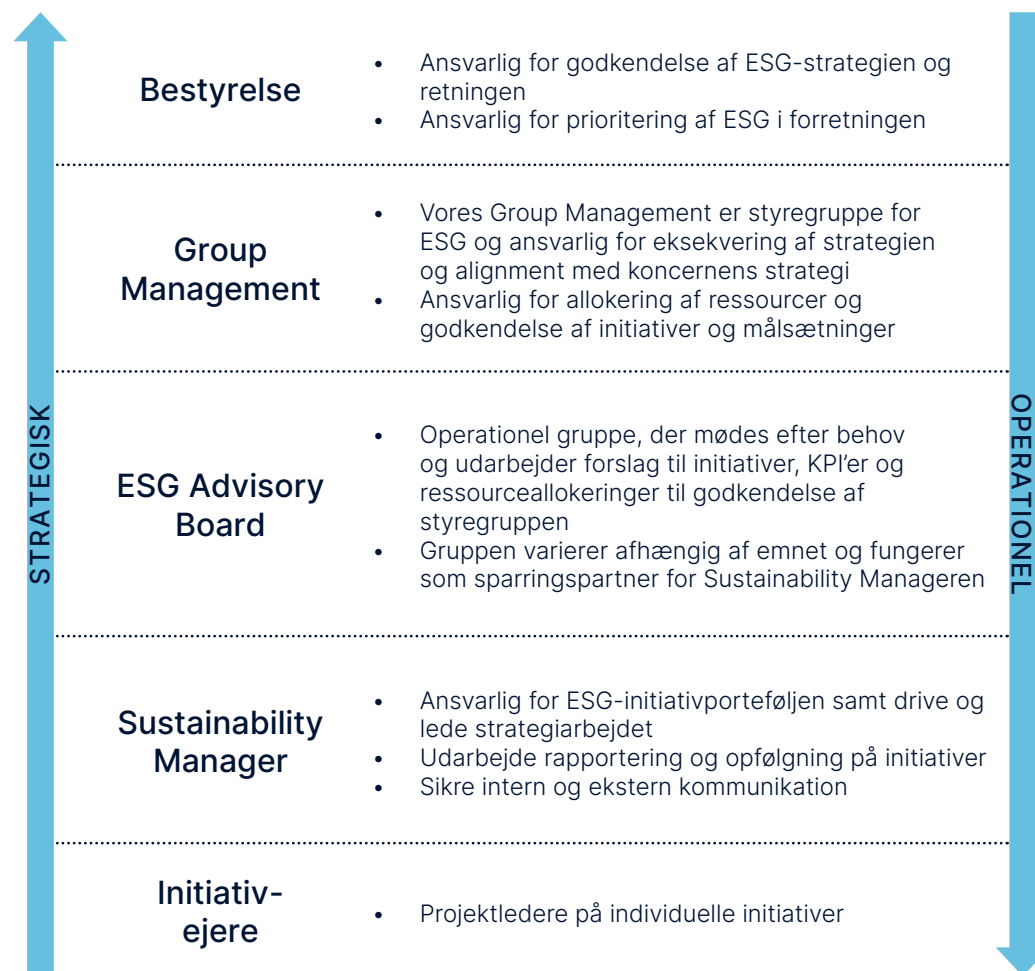 Bestyrelse
• Ansvarlig for godkendelse af ESG-strategien og
retningen
• Ansvarlig for prioritering af ESG i forretningen
Group
Management
• Vores Group Management er styregruppe for
ESG og ansvarlig for eksekvering af strategien
og alignment med koncernens strategi
• Ansvarlig for allokering af ressourcer og
godkendelse af initiativer og målsætninger
STRATEGISK
OPERATIONEL
ESG Advisory
Board
• Operationel gruppe, der mødes efter behov
og udarbejder forslag til initiativer, KPI’er og
ressourceallokeringer til godkendelse af
styregruppen
• Gruppen varierer afhængig af emnet og fungerer
som sparringspartner for Sustainability Manageren
Sustainability
Manager
• Ansvarlig for ESG-initiativporteføljen samt drive og
lede strategiarbejdet
• Udarbejde rapportering og opfølgning på initiativer
• Sikre intern og ekstern kommunikation
Initiativ-
ejere
• Projektledere på individuelle initiativer